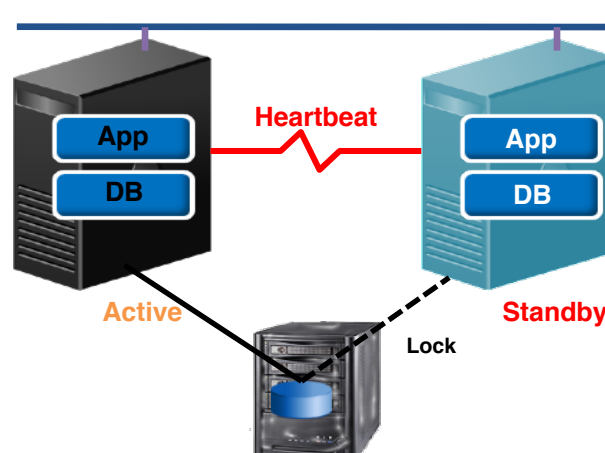 Heartbeat
App
App
DB
DB
Active
Standby
Lock